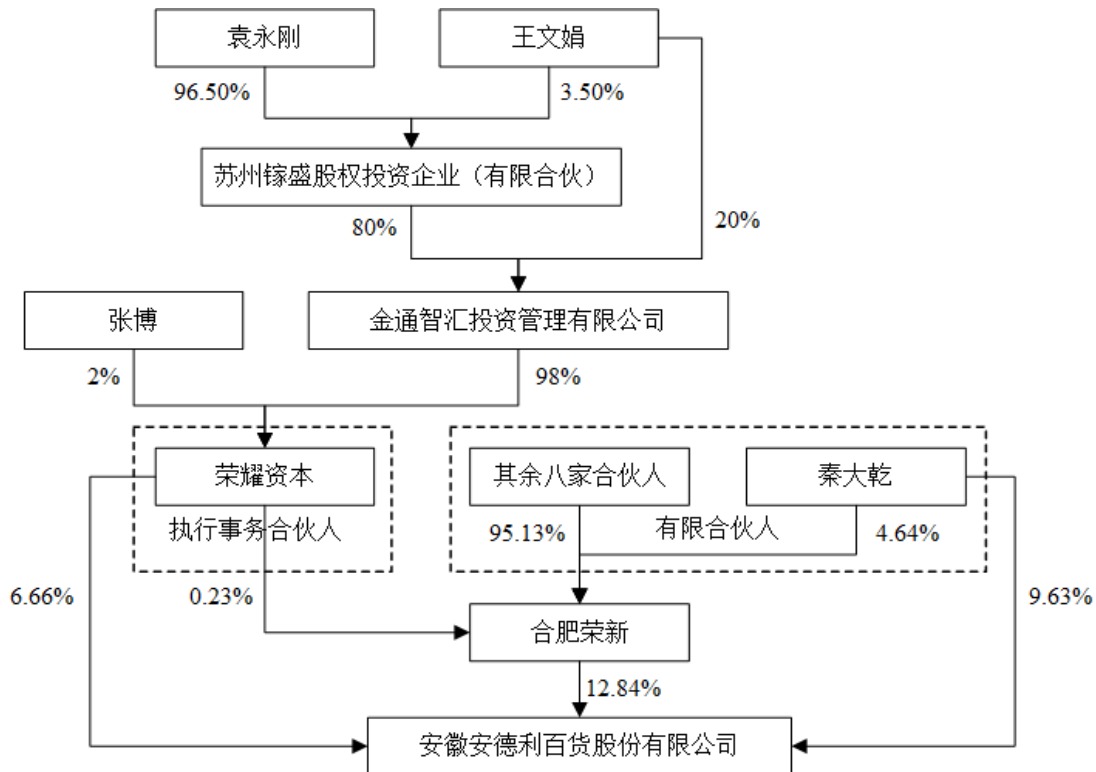 袁永刚
王文娟
96.50%
3.50%
苏州镓盛股权投资企业（有限合伙）
80%
20%
张博
金通智汇投资管理有限公司
2%
98%
荣耀资本
其余八家合伙人
秦大乾
执行事务合伙人
95.13%
有限合伙人
4.64%
6.66%
0.23%
9.63%
合肥荣新
12.84%
安徽安德利百货股份有限公司